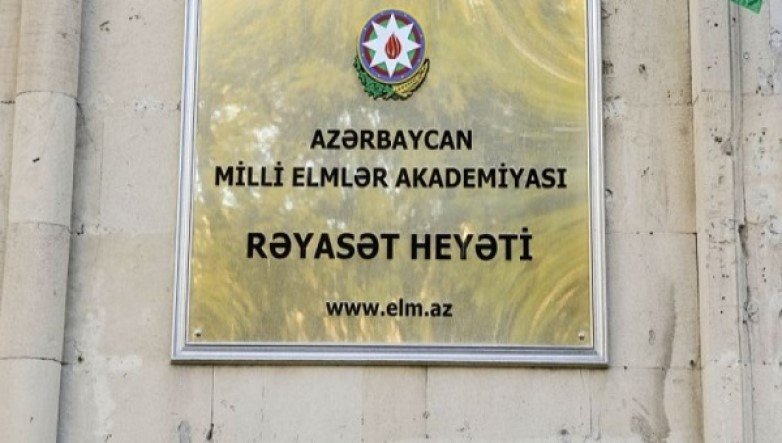 AZƏRBAYCAN
MİLLİ ELMLƏR AKADEMİYASI
RƏYASƏT HEYƏTİ
www.elm.az